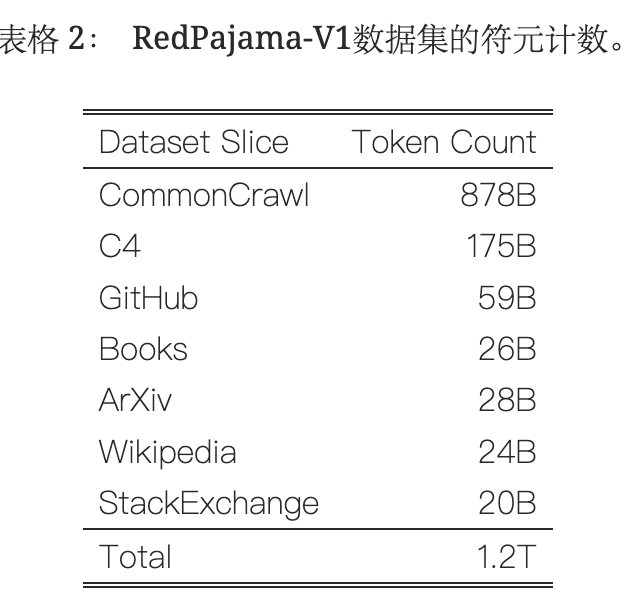 表格 2： RedPajama-V1数据集的符元计数。
Dataset Slice Token Count
CommonCrawl 878B
C4 175B
GitHub 59B
Books 26B
ArXiv 28B
Wikipedia 24B
StackExchange 20B
Total 1.2T